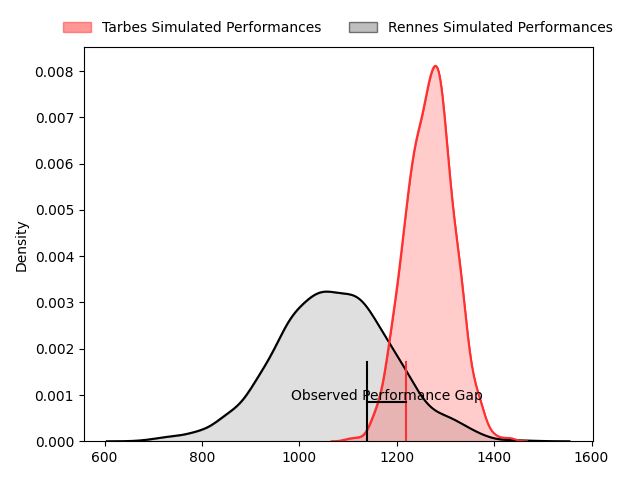 Tarbes Simulated Performances Rennes Simulated Performances
0.008
0.007
0.006
0.005
0.004
0.003
0.002
0.001
0.000
Density
Observed Performance Gap
600 800 1000 1200 1400 1600